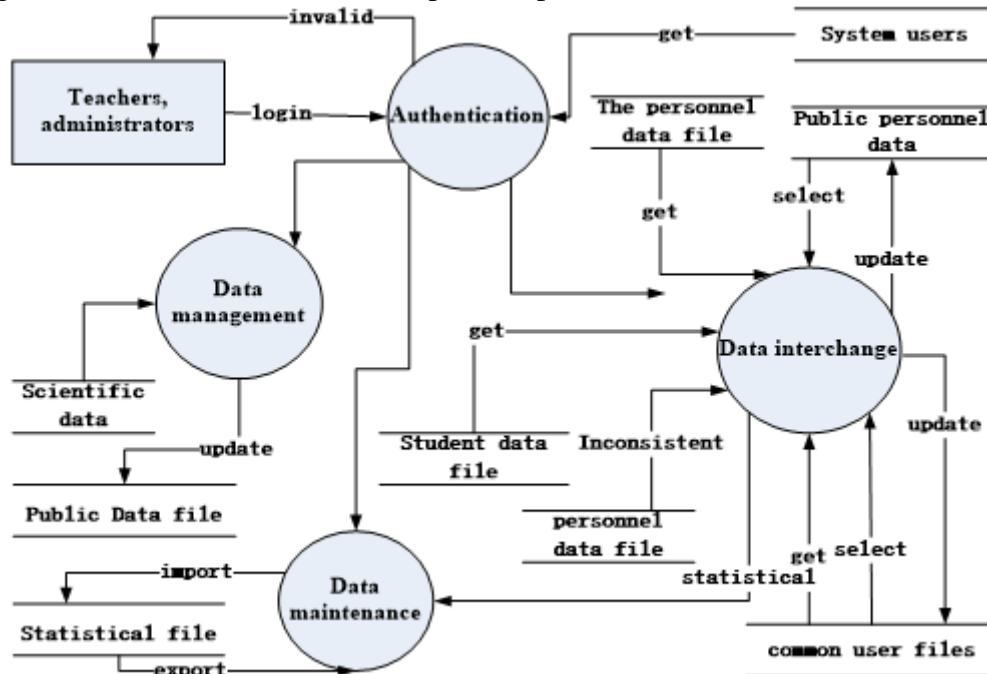 invalid
get
System users
Teachers,
administrators
login
Authentication
The personnel
data file
Public personnel
data
get
select
update
Data
management
get
Data interchange
Scientific
data
update
Student data
file
Inconsistent
update
Public Data file
personnel
data file
get
select
import
Data
maintenance
statistical
Statistical file
export
common user files